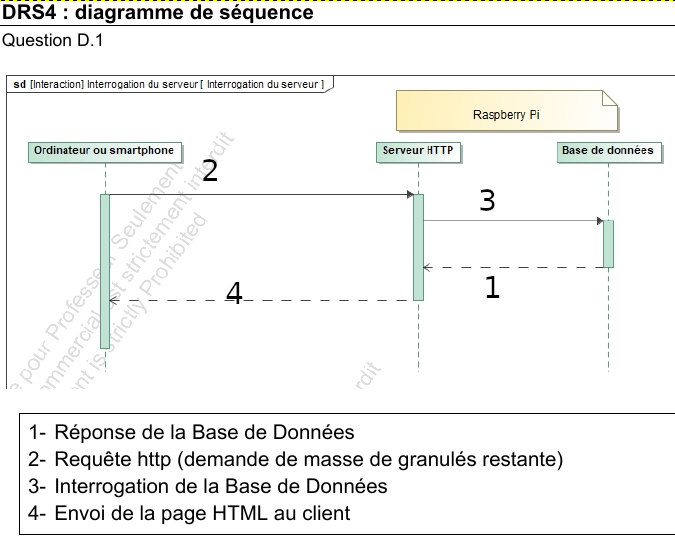 DRS4 : diagramme de séquence
Question D.1
sd [Interaction] Interrogation du serveur [ Interrogation du serveur ]
Raspberry Pi
Ordinateur ou smartphone
Serveur HTTP
Base de données
2
3
1
4
pour Professeur Seulement
est strictement interdit
is strictly Prohibited
1- Réponse de la Base de Données
2- Requête http (demande de masse de granulés restante)
3- Interrogation de la Base de Données
4- Envoi de la page HTML au client